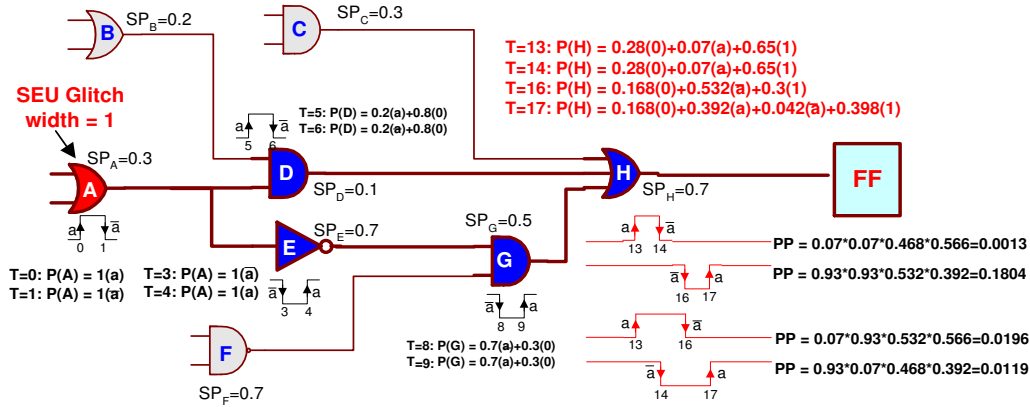 SP_B=0.2
B
SP_C=0.3
C
T=13: P(H) = 0.28(0)+0.07(a)+0.65(1)
T=14: P(H) = 0.28(0)+0.07(a)+0.65(1)
T=16: P(H) = 0.168(0)+0.532(a̅)+0.3(1)
T=17: P(H) = 0.168(0)+0.392(a)+0.042(a̅)+0.398(1)
SEU Glitch
width = 1
T=5: P(D) = 0.2(a)+0.8(0)
T=6: P(D) = 0.2(a̅)+0.8(0)
a a̅
5 6
SP_A=0.3
A
D
SP_D=0.1
H
SP_H=0.7
FF
a a̅
0 1
SP_E=0.7
E
SP_G=0.5
G
T=0: P(A) = 1(a)
T=1: P(A) = 1(a̅)
T=3: P(A) = 1(a̅)
T=4: P(A) = 1(a)
a̅ a
3 4
a̅ a
8 9
a a̅
13 14
PP = 0.07*0.07*0.468*0.566=0.0013
a̅ a
16 17
PP = 0.93*0.93*0.532*0.392=0.1804
a a̅
13 16
PP = 0.07*0.93*0.532*0.566=0.0196
a̅ a
14 17
PP = 0.93*0.07*0.468*0.392=0.0119
F
SP_F=0.7
T=8: P(G) = 0.7(a̅)+0.3(0)
T=9: P(G) = 0.7(a)+0.3(0)